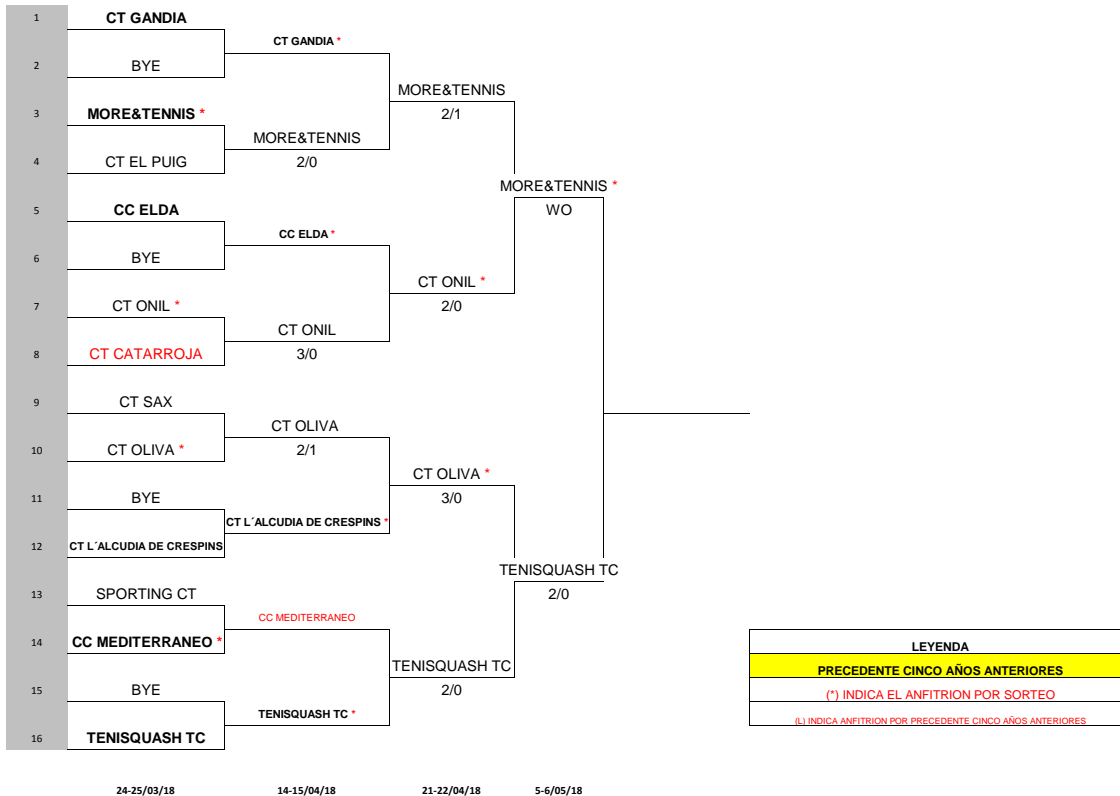 1 CT GANDIA
CT GANDIA *
2 BYE
MORE&TENNIS
3 MORE&TENNIS * 2/1
MORE&TENNIS
4 CT EL PUIG 2/0
MORE&TENNIS *
5 CC ELDA WO
CC ELDA *
6 BYE
CT ONIL *
7 CT ONIL * 2/0
CT ONIL
8 CT CATARROJA 3/0
9 CT SAX
CT OLIVA
10 CT OLIVA * 2/1
CT OLIVA *
11 BYE 3/0
CT L´ALCUDIA DE CRESPINS *
12 CT L´ALCUDIA DE CRESPINS
TENISQUASH TC
13 SPORTING CT 2/0
CC MEDITERRANEO
14 CC MEDITERRANEO * LEYENDA
TENISQUASH TC PRECEDENTE CINCO AÑOS ANTERIORES
15 BYE 2/0 (*) INDICA EL ANFITRION POR SORTEO
TENISQUASH TC * (L) INDICA ANFITRION POR PRECEDENTE CINCO AÑOS ANTERIORES
16 TENISQUASH TC
24-25/03/18 14-15/04/18 21-22/04/18 5-6/05/18